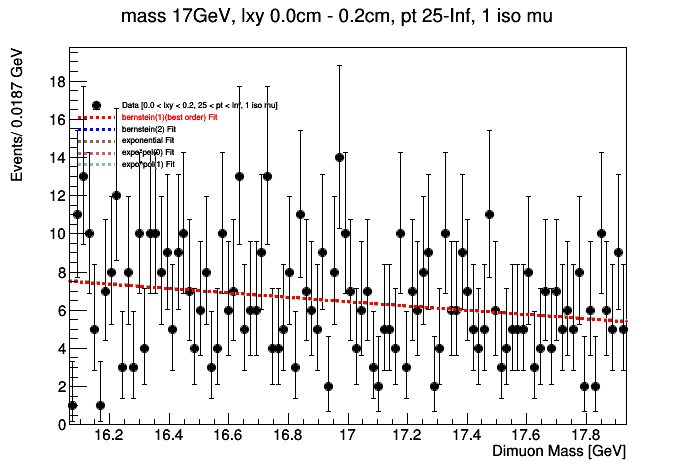 mass 17GeV, lxy 0.0cm - 0.2cm, pt 25-Inf, 1 iso mu
Events/ 0.0187 GeV
18
16
14
12
10
8
6
4
2
0
Data [0.0 < lxy < 0.2, 25 < pt < Inf, 1 iso mu]
bernstein(1)(best order) Fit
bernstein(2) Fit
exponential Fit
expo*pol(0) Fit
expo*pol(1) Fit
16.2 16.4 16.6 16.8 17 17.2 17.4 17.6 17.8
Dimuon Mass [GeV]